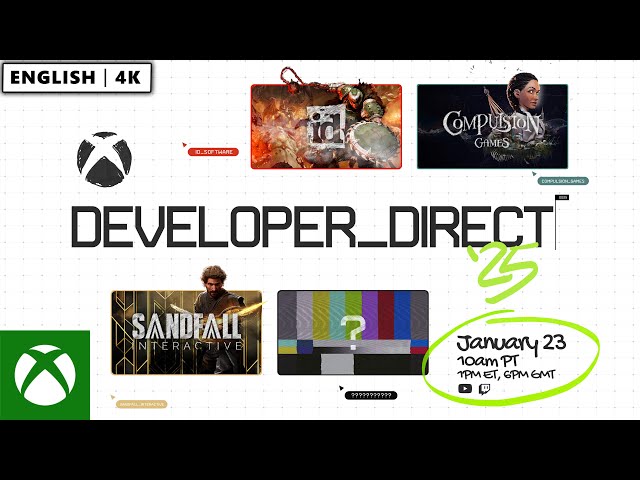 ENGLISH | 4K
id
ID_SOFTWARE
COMPULSION
GAMES
COMPULSION_GAMES
DEVELOPER_DIRECT
'25
SANDFALL
INTERACTIVE
SANDFALL_INTERACTIVE
?
???????????
January 23
10am PT
1PM ET, 6PM GMT